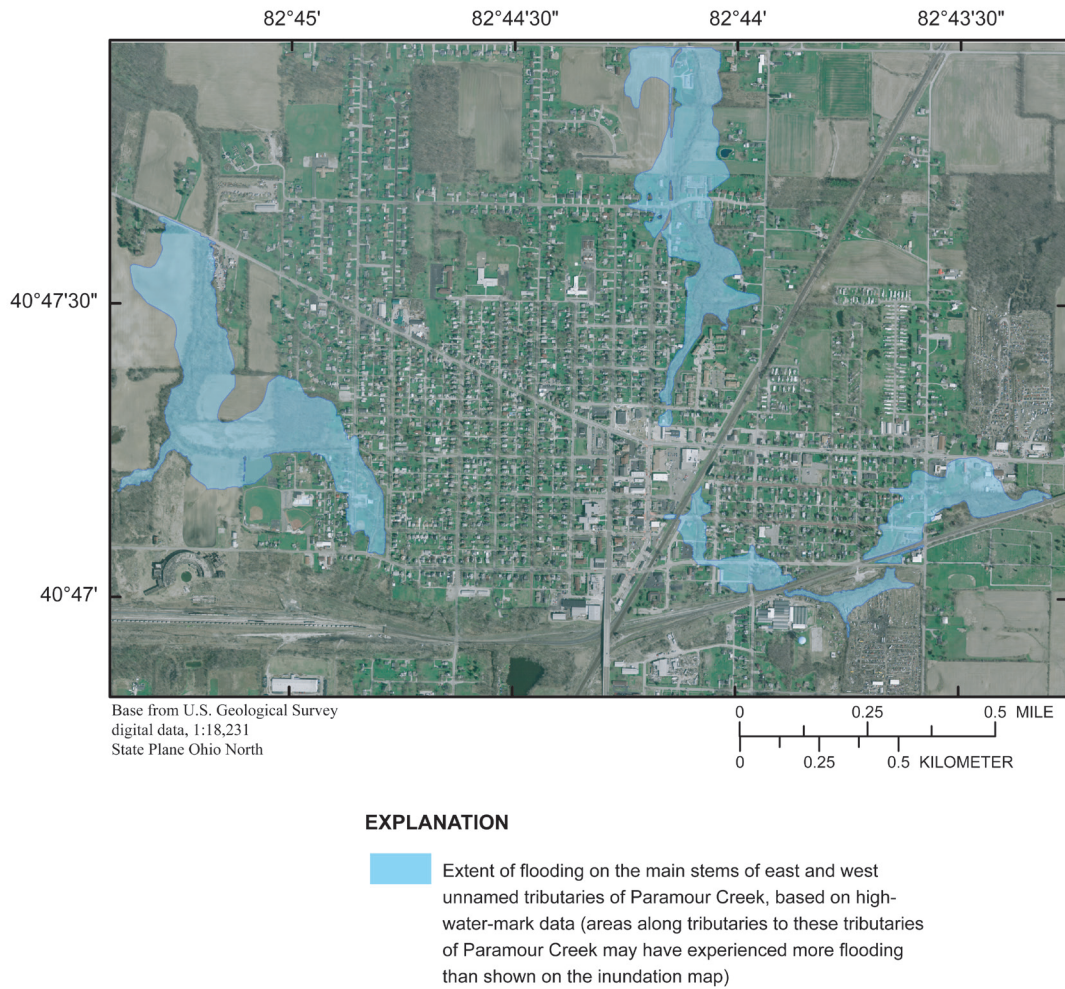 82°45' 82°44'30" 82°44' 82°43'30"
40°47'30"
40°47'
Base from U.S. Geological Survey
digital data, 1:18,231
State Plane Ohio North
0 0.25 0.5 MILE
0 0.25 0.5 KILOMETER
EXPLANATION
Extent of flooding on the main stems of east and west
unnamed tributaries of Paramour Creek, based on high-
water-mark data (areas along tributaries to these tributaries
of Paramour Creek may have experienced more flooding
than shown on the inundation map)